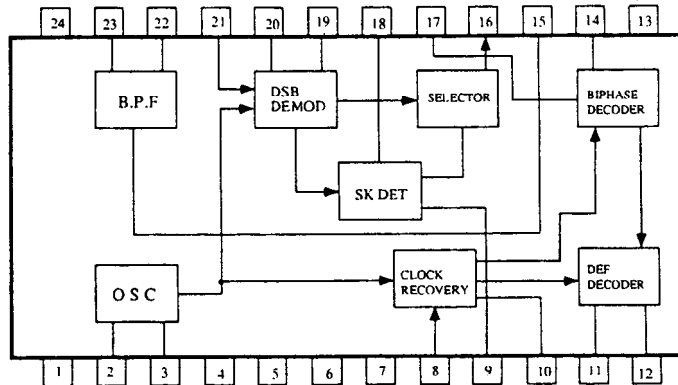 24 23 22 21 20 19 18 17 16 15 14 13
B.P.F
DSB
DEMOD
SELECTOR
BIPHASE
DECODER
SK DET
OSC
CLOCK
RECOVERY
DEF
DECODER
1 2 3 4 5 6 7 8 9 10 11 12